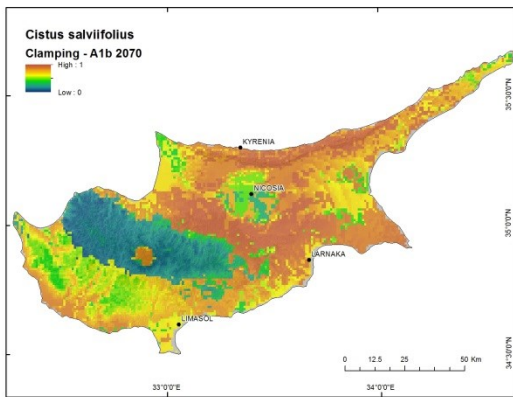 Cistus salviifolius
Clamping - A1b 2070
High : 1
Low : 0
35°30'0"N
KYRENIA
NICOSIA
35°0'0"N
LARNAKA
LIMASOL
0 12.5 25 50 Km
34°30'0"N
33°0'0"E 34°0'0"E